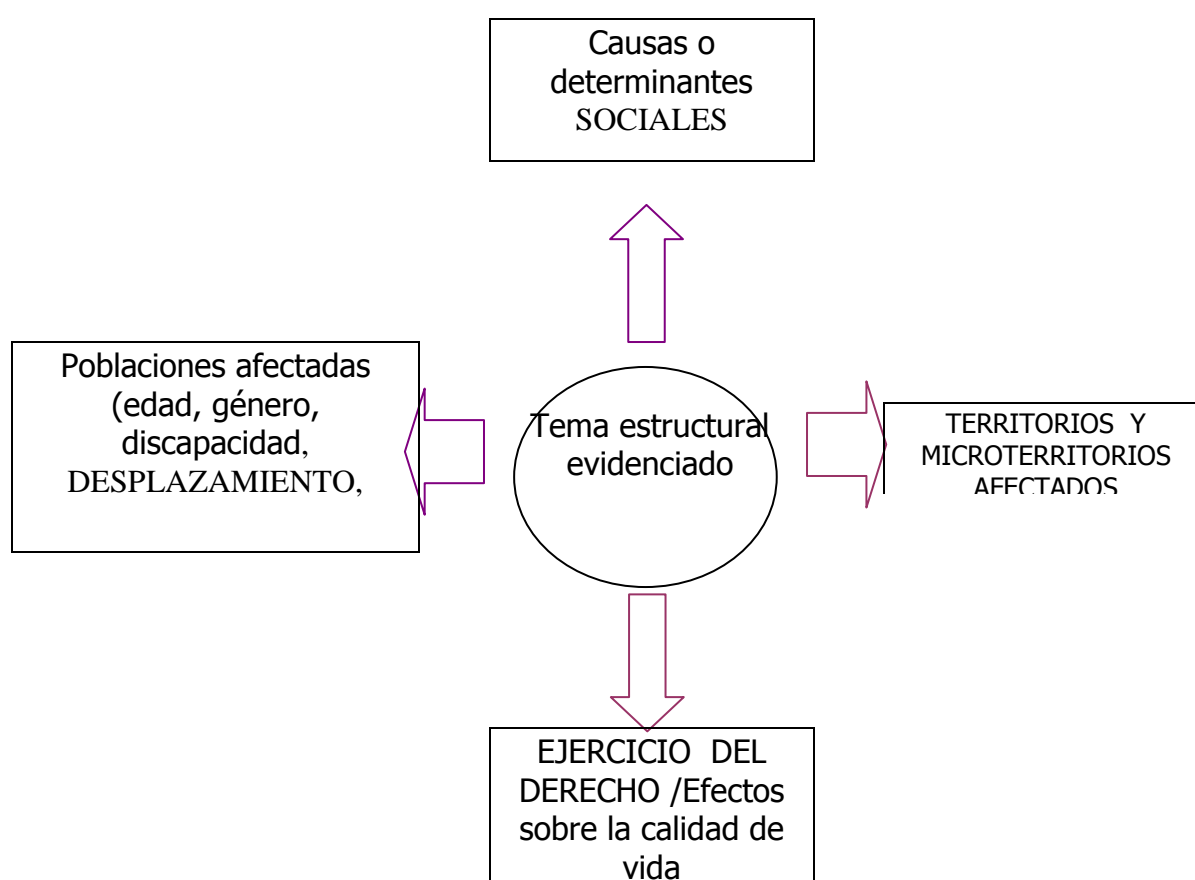 Causas o
determinantes
SOCIALES
Poblaciones afectadas
(edad, género,
discapacidad,
DESPLAZAMIENTO,
Tema estructural
evidenciado
TERRITORIOS Y
MICROTERRITORIOS
AFECTADOS
EJERCICIO DEL
DERECHO /Efectos
sobre la calidad de
vida